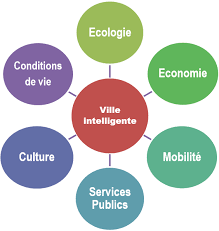 Ecologie
Conditions
de vie
Economie
Ville
intelligente
Culture
Mobilité
Services
Publics